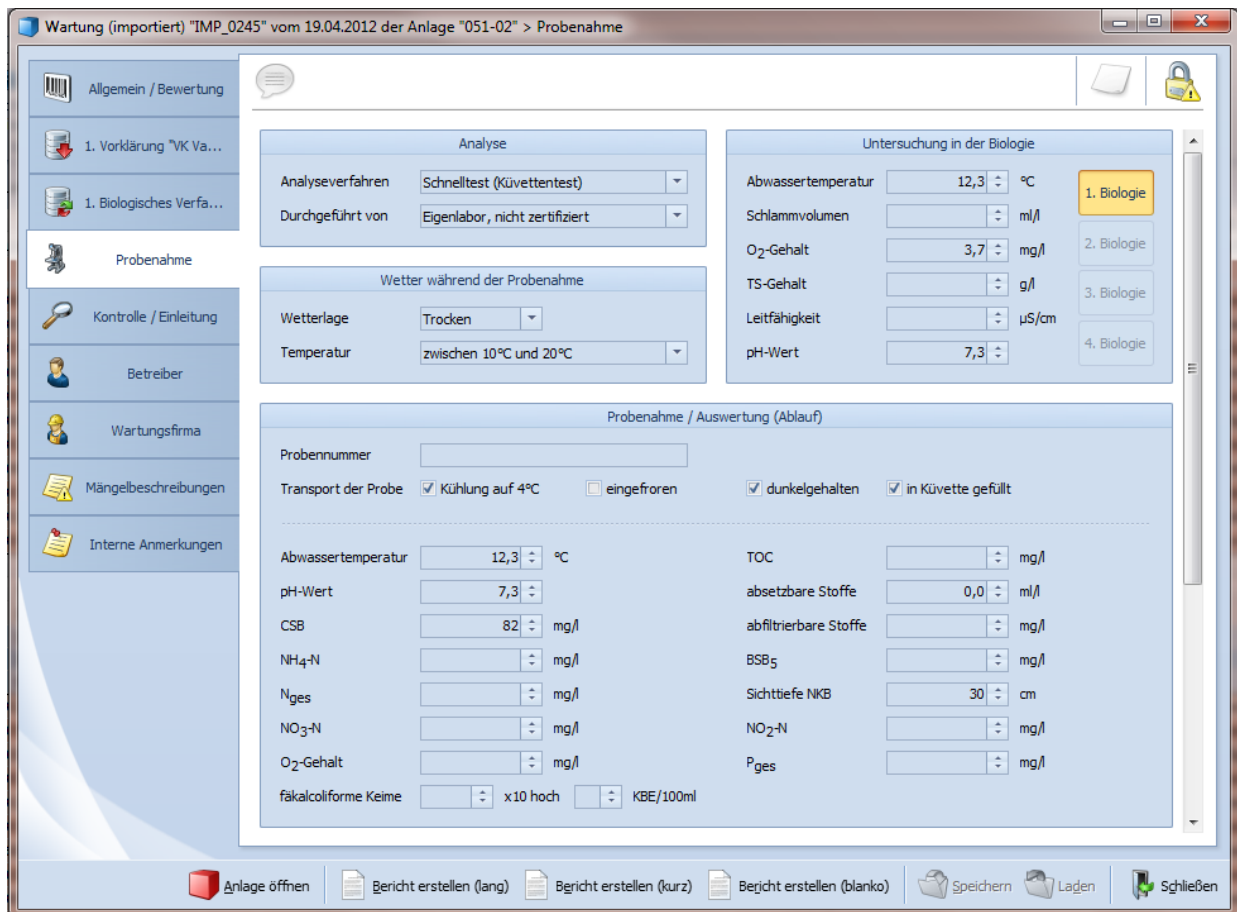 Wartung (importiert) "IMP_0245" vom 19.04.2012 der Anlage "051-02" > Probenahme
Allgemein / Bewertung
1. Vorklärung "VK Va...
1. Biologisches Verfa...
Probenahme
Kontrolle / Einleitung
Betreiber
Wartungsfirma
Mängelbeschreibungen
Interne Anmerkungen
Analyse
Analyseverfahren Schnelltest (Küvettentest)
Durchgeführt von Eigenlabor, nicht zertifiziert
Wetter während der Probenahme
Wetterlage Trocken
Temperatur zwischen 10°C und 20°C
Untersuchung in der Biologie
Abwassertemperatur 12,3 °C
Schlammvolumen ml/l
O2-Gehalt 3,7 mg/l
TS-Gehalt g/l
Leitfähigkeit µS/cm
pH-Wert 7,3
1. Biologie
2. Biologie
3. Biologie
4. Biologie
Probenahme / Auswertung (Ablauf)
Probennummer
Transport der Probe Kühlung auf 4°C eingefroren dunkelgehalten in Küvette gefüllt
Abwassertemperatur 12,3 °C TOC mg/l
pH-Wert 7,3 absetzbare Stoffe 0,0 ml/l
CSB 82 mg/l abfiltrierbare Stoffe mg/l
NH4-N mg/l BSB5 mg/l
Nges mg/l Sichttiefe NKB 30 cm
NO3-N mg/l NO2-N mg/l
O2-Gehalt mg/l Pges mg/l
fäkalcoliforme Keime x10 hoch KBE/100ml
Anlage öffnen Bericht erstellen (lang) Bericht erstellen (kurz) Bericht erstellen (blanko) Speichern Laden Schließen